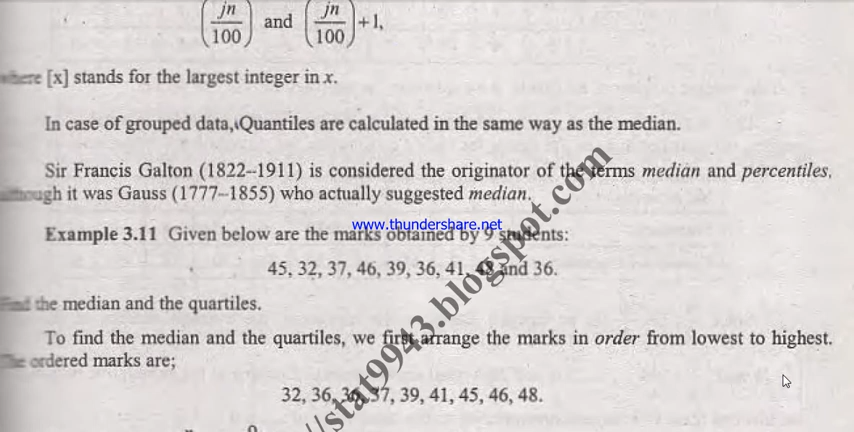 (jn/100) and (jn/100)+1,
where [x] stands for the largest integer in x.
In case of grouped data, Quantiles are calculated in the same way as the median.
Sir Francis Galton (1822–1911) is considered the originator of the terms median and percentiles,
although it was Gauss (1777–1855) who actually suggested median.
www.thundershare.net
Example 3.11 Given below are the marks obtained by 9 students:
45, 32, 37, 46, 39, 36, 41, 48 and 36.
Find the median and the quartiles.
To find the median and the quartiles, we first arrange the marks in order from lowest to highest.
The ordered marks are;
32, 36, 36, 37, 39, 41, 45, 46, 48.
//stat9943.blogspot.com